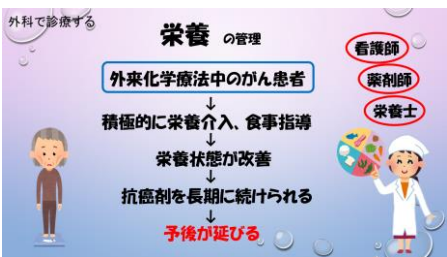 外科で診療する
栄養 の管理
看護師
薬剤師
栄養士
外来化学療法中のがん患者
↓
積極的に栄養介入、食事指導
↓
栄養状態が改善
↓
抗癌剤を長期に続けられる
↓
予後が延びる